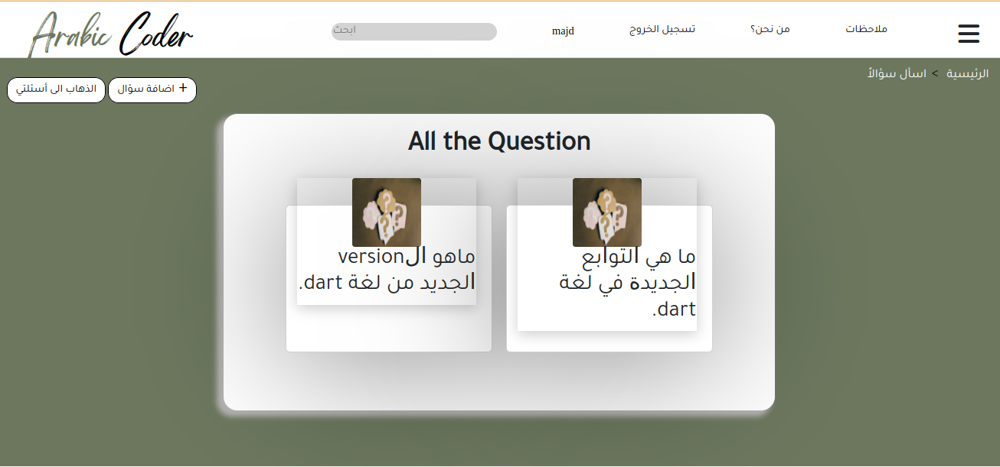 Arabic Coder
ابحث
majd
تسجيل الخروج
من نحن؟
ملاحظات
الرئيسية > اسأل سؤالاً
+ اضافة سؤال
الذهاب الى أسئلتي
All the Question
ما هي التوابع
الجديدة في لغة
dart.
ماهو الversion
الجديد من لغة dart.